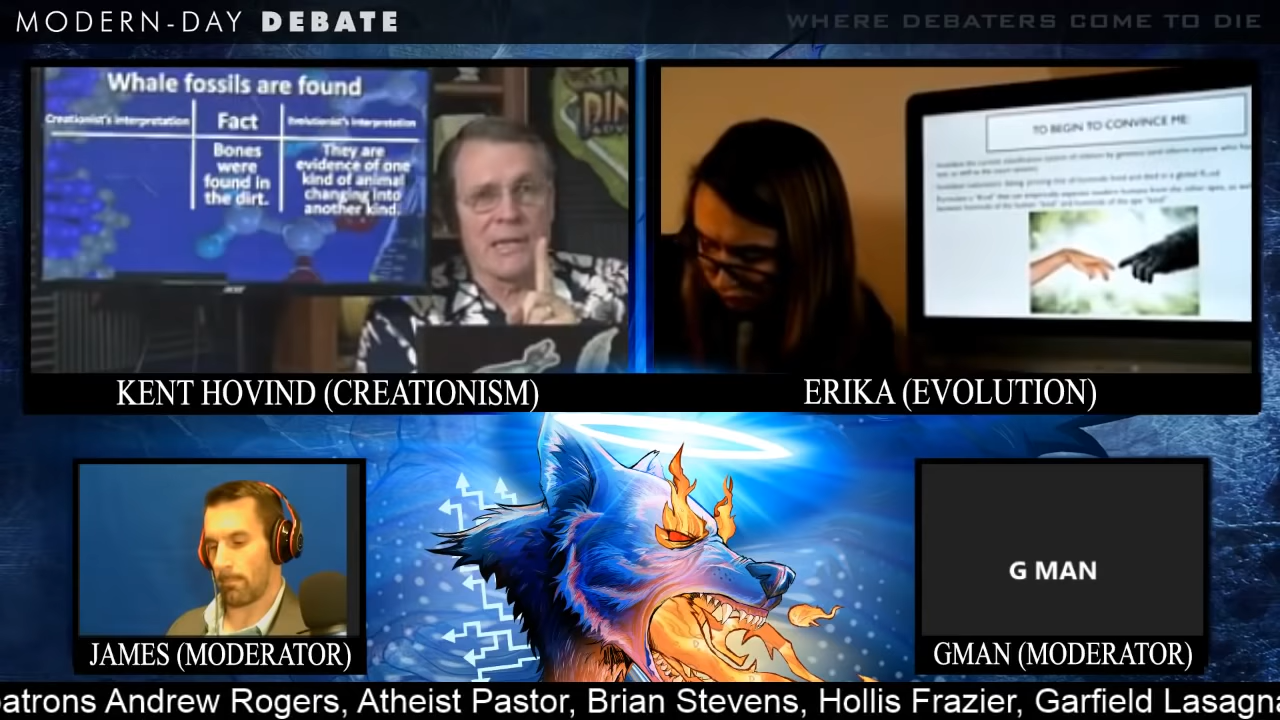 MODERN-DAY DEBATE
WHERE DEBATERS COME TO DIE
Whale fossils are found
Creationist's interpretation
Fact
Evolutionist's interpretation
Bones
were
found in
the dirt.
They are
evidence of one
kind of animal
changing into
another kind.
acer
DIN
TO BEGIN TO CONVINCE ME:
KENT HOVIND (CREATIONISM)
ERIKA (EVOLUTION)
G MAN
JAMES (MODERATOR)
GMAN (MODERATOR)
patrons Andrew Rogers, Atheist Pastor, Brian Stevens, Hollis Frazier, Garfield Lasagna